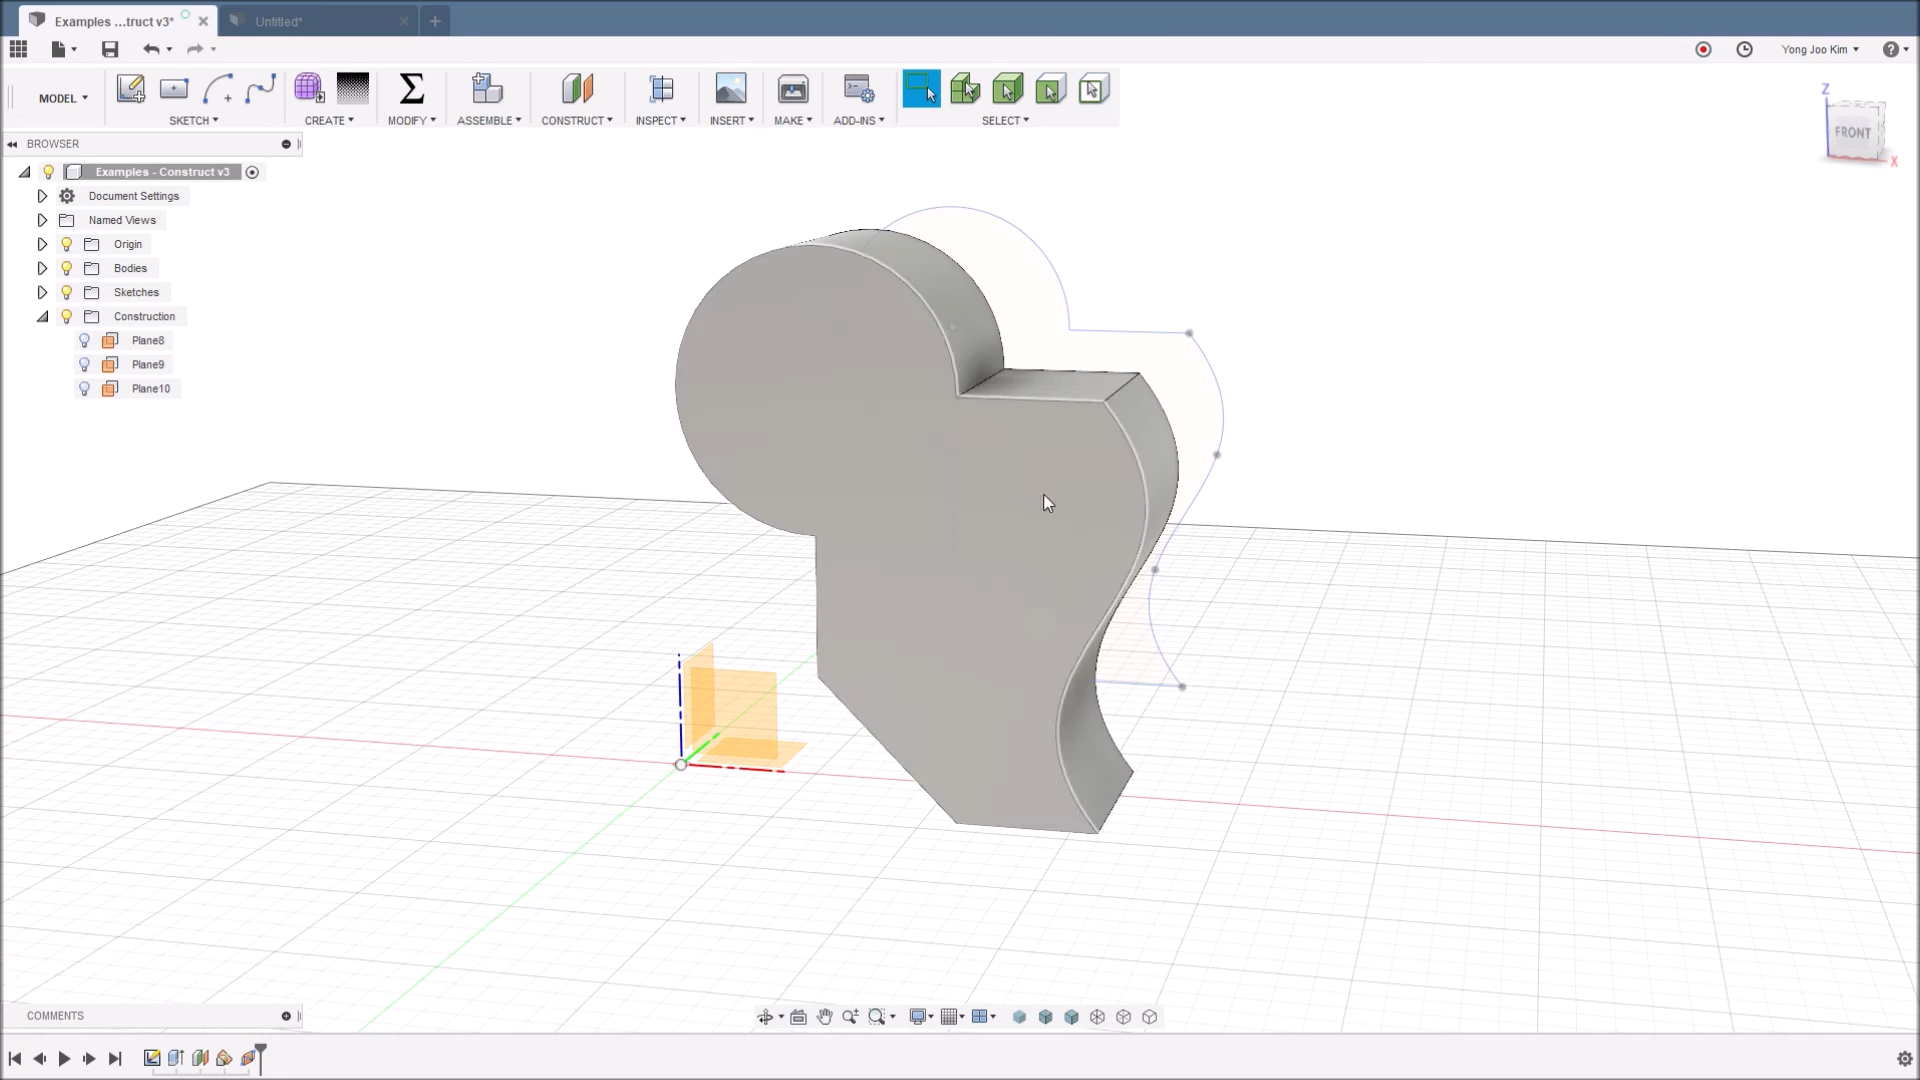 Examples ...truct v3*
Untitled*
Yong Joo Kim
MODEL
SKETCH
CREATE
MODIFY
ASSEMBLE
CONSTRUCT
INSPECT
INSERT
MAKE
ADD-INS
SELECT
Z
FRONT
X
BROWSER
Examples - Construct v3
Document Settings
Named Views
Origin
Bodies
Sketches
Construction
Plane8
Plane9
Plane10
COMMENTS